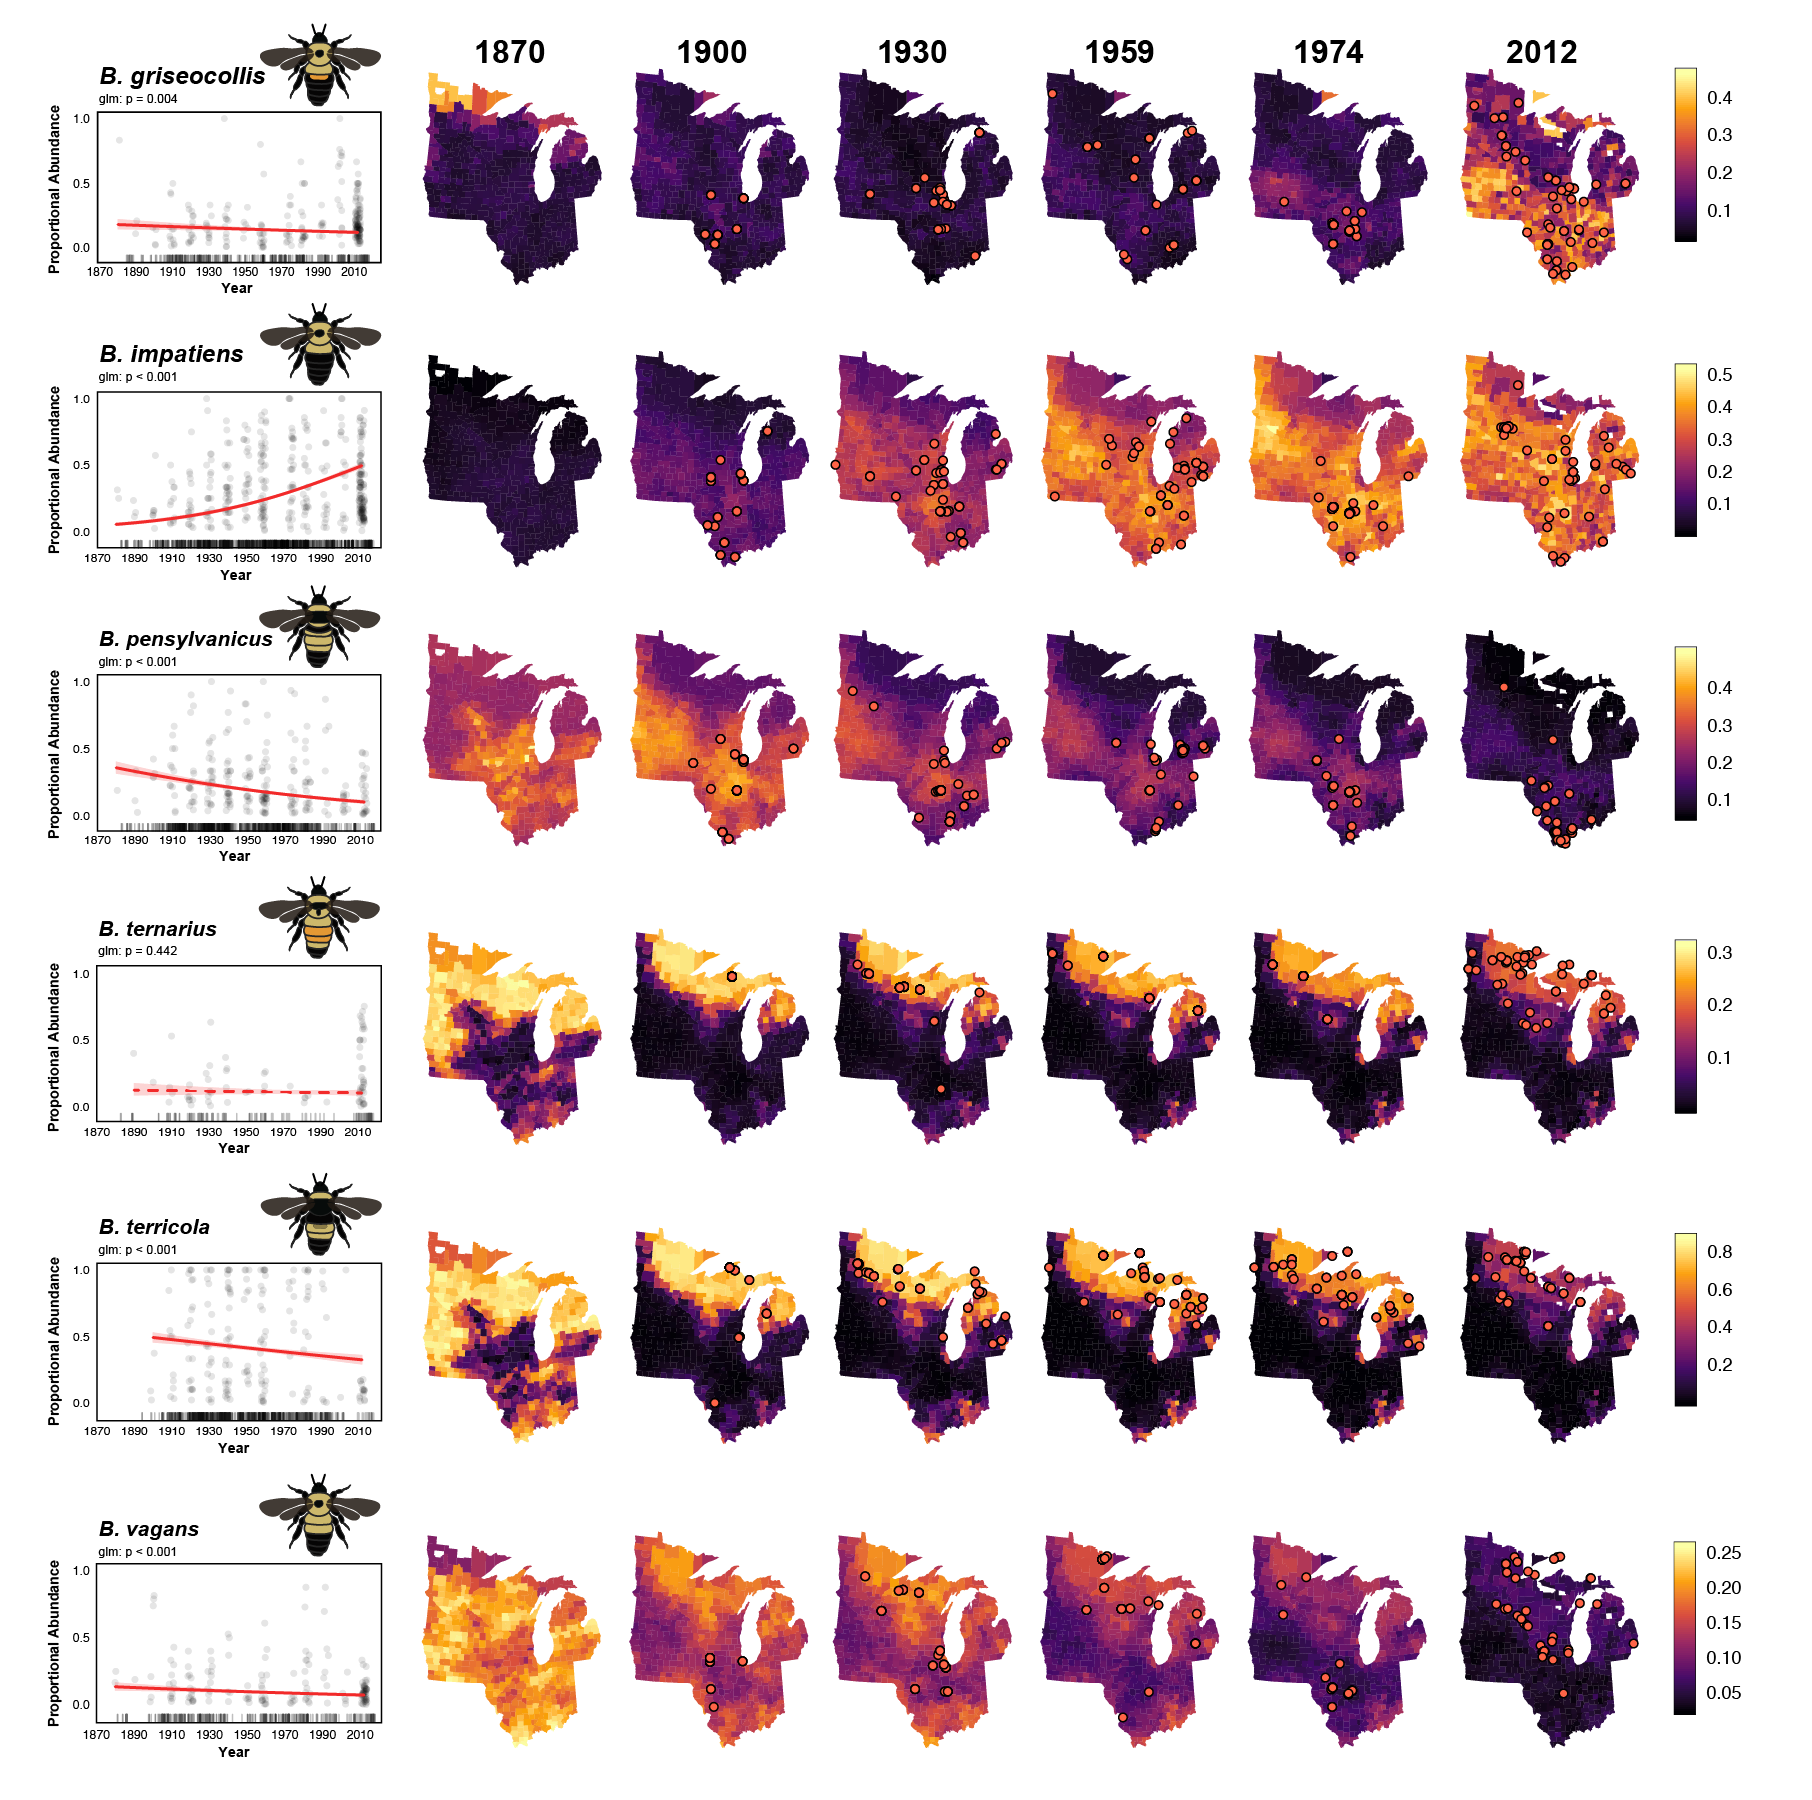 1870 1900 1930 1959 1974 2012
B. griseocollis
glm: p = 0.004
Proportional Abundance
1.0
0.5
0.0
1870 1890 1910 1930 1950 1970 1990 2010
Year
0.4
0.3
0.2
0.1
B. impatiens
glm: p < 0.001
Proportional Abundance
1.0
0.5
0.0
1870 1890 1910 1930 1950 1970 1990 2010
Year
0.5
0.4
0.3
0.2
0.1
B. pensylvanicus
glm: p < 0.001
Proportional Abundance
1.0
0.5
0.0
1870 1890 1910 1930 1950 1970 1990 2010
Year
0.4
0.3
0.2
0.1
B. ternarius
glm: p = 0.442
Proportional Abundance
1.0
0.5
0.0
1870 1890 1910 1930 1950 1970 1990 2010
Year
0.3
0.2
0.1
B. terricola
glm: p < 0.001
Proportional Abundance
1.0
0.5
0.0
1870 1890 1910 1930 1950 1970 1990 2010
Year
0.8
0.6
0.4
0.2
B. vagans
glm: p < 0.001
Proportional Abundance
1.0
0.5
0.0
1870 1890 1910 1930 1950 1970 1990 2010
Year
0.25
0.20
0.15
0.10
0.05